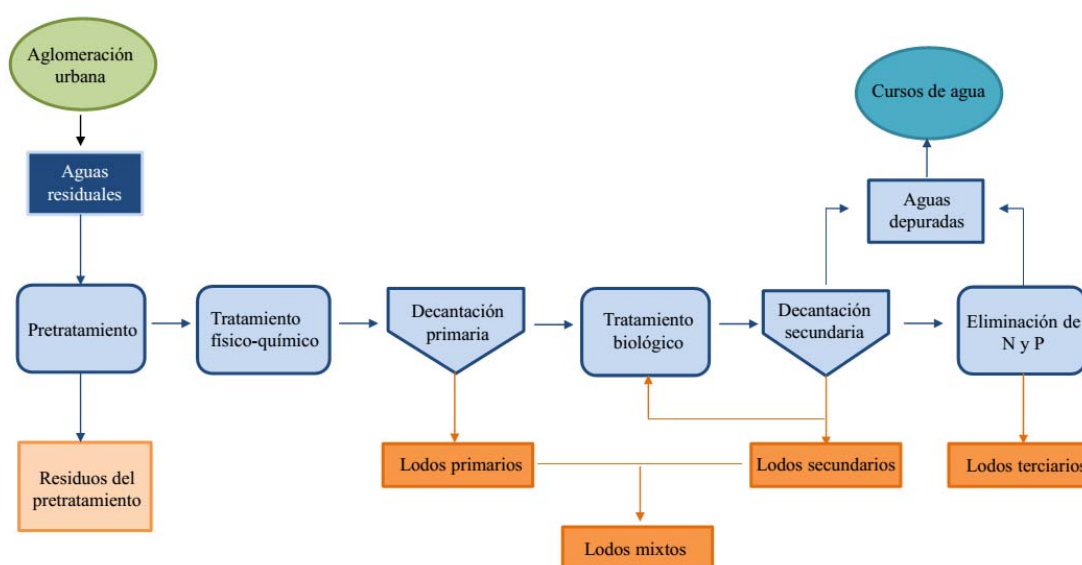 Aglomeración
urbana
Cursos de agua
Aguas
residuales
Aguas
depuradas
Pretratamiento
Tratamiento
físico-químico
Decantación
primaria
Tratamiento
biológico
Decantación
secundaria
Eliminación de
N y P
Residuos del
pretratamiento
Lodos primarios
Lodos secundarios
Lodos terciarios
Lodos mixtos